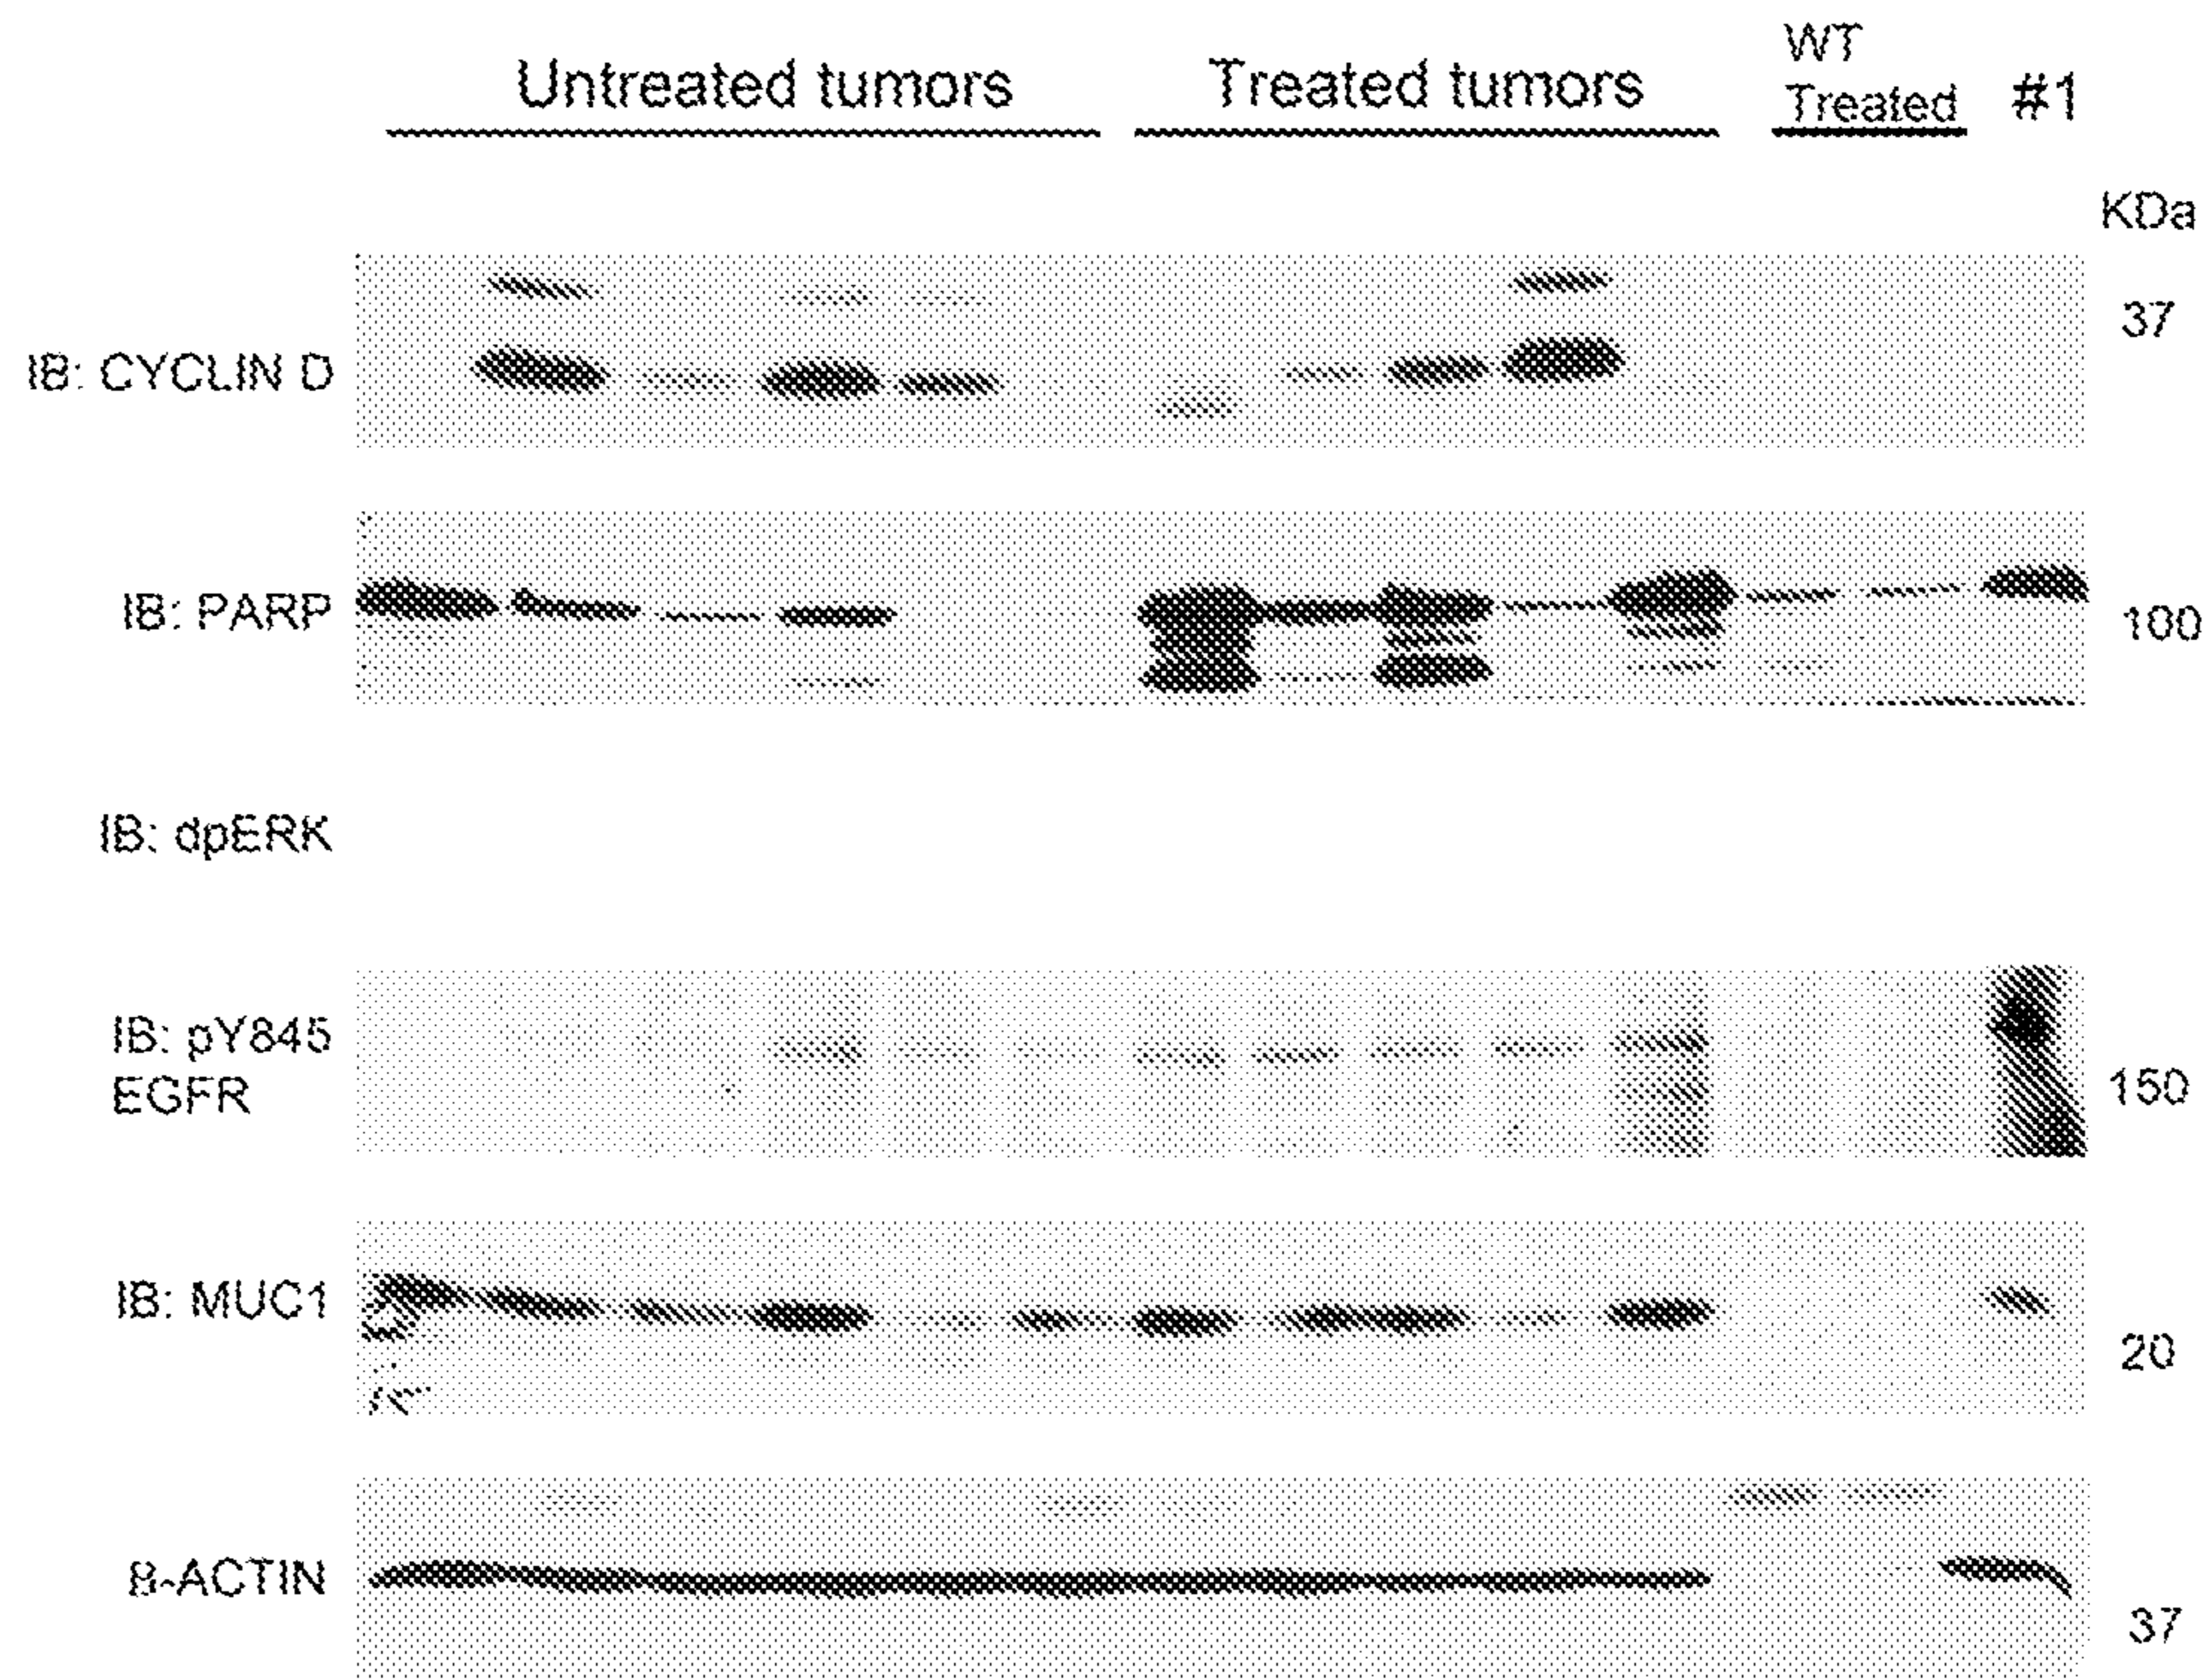 Untreated tumors
Treated tumors
WT
Treated
#1
KDa
37
IB: CYCLIN D
IB: PARP
100
IB: dpERK
IB: pY845
EGFR
150
IB: MUC1
20
B-ACTIN
37